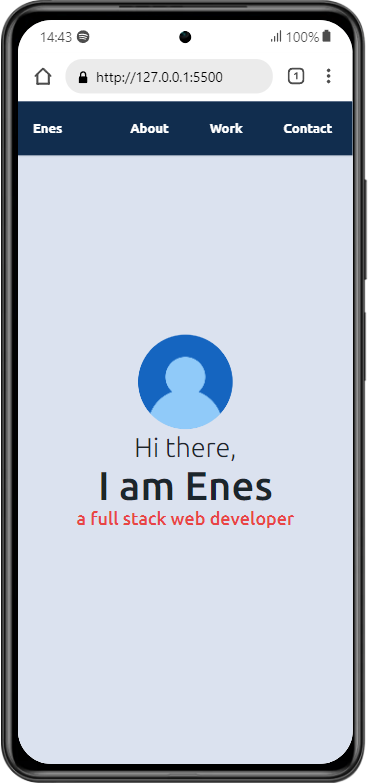 14:43 100%
http://127.0.0.1:5500 1
Enes About Work Contact
Hi there,
I am Enes
a full stack web developer